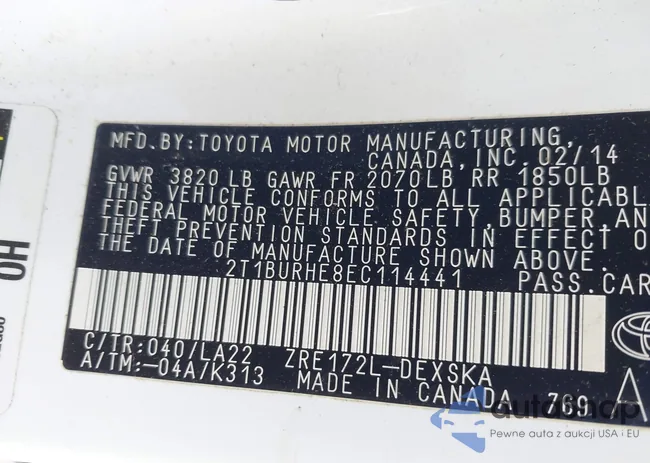 MFD.BY:TOYOTA MOTOR MANUFACTURING,
CANADA, INC. 02/14
GVWR 3820 LB GAWR FR 2070LB RR 1850LB
THIS VEHICLE CONFORMS TO ALL APPLICABL
FEDERAL MOTOR VEHICLE SAFETY, BUMPER AN
THEFT PREVENTION STANDARDS IN EFFECT O
THE DATE OF MANUFACTURE SHOWN ABOVE.
2T1BURHE8EC114441 PASS.CAR
C/TR:040/LA22 ZRE172L-DEXSKA
A/TM:-04A/K313 MADE IN CANADA 769 A
HO
autoshop
Pewne auta z aukcji USA i EU